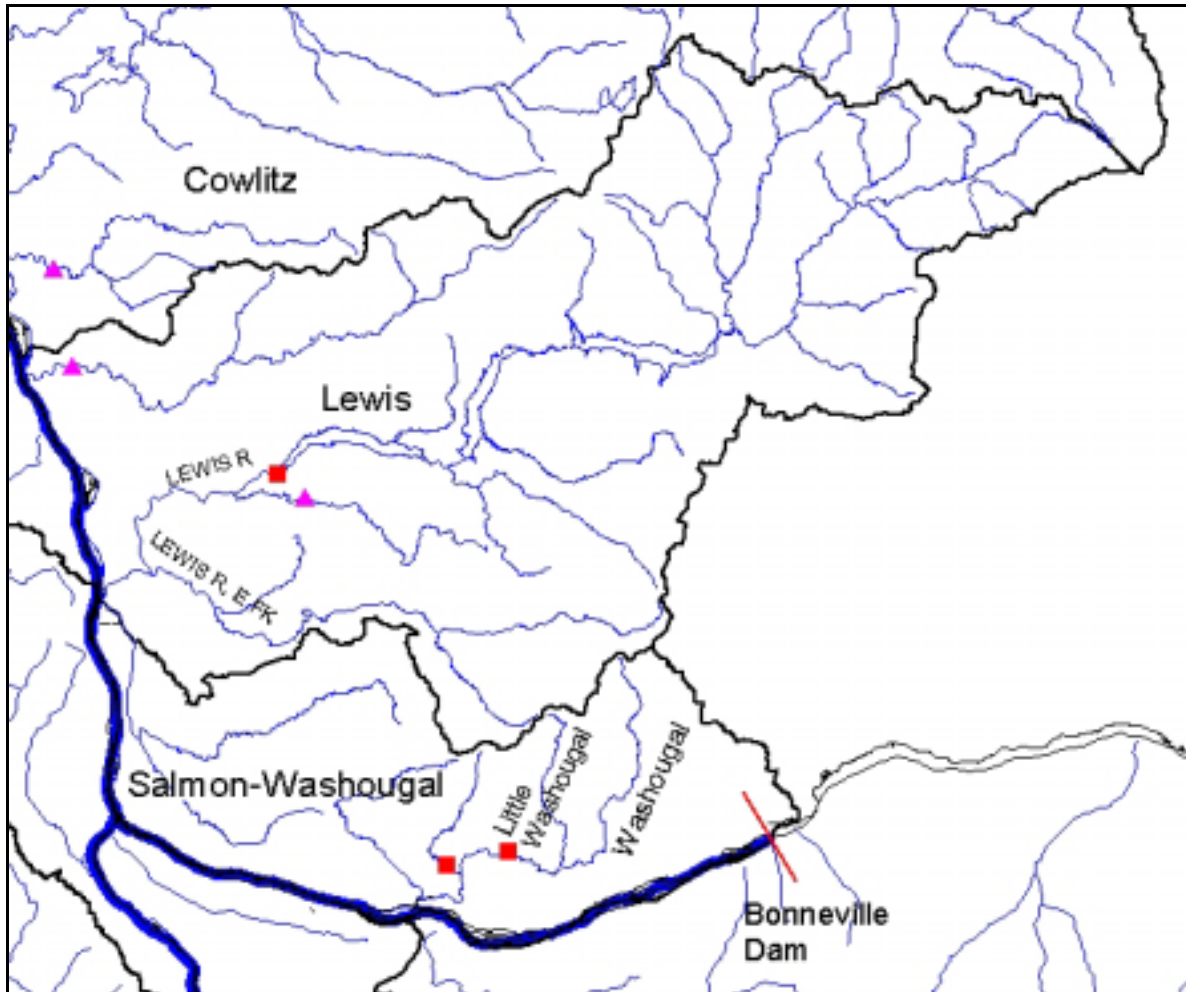 Cowlitz
Lewis
LEWIS R
LEWIS R, E FK
Salmon-Washougal
Little
Washougal
Washougal
Bonneville
Dam